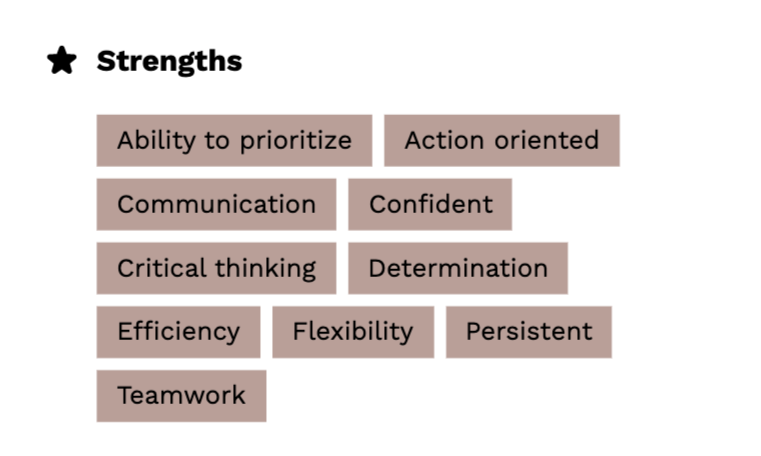 Strengths
Ability to prioritize Action oriented
Communication Confident
Critical thinking Determination
Efficiency Flexibility Persistent
Teamwork